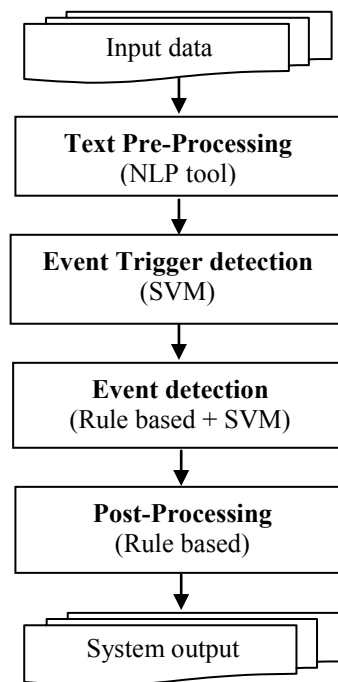 Input data
Text Pre-Processing
(NLP tool)
Event Trigger detection
(SVM)
Event detection
(Rule based + SVM)
Post-Processing
(Rule based)
System output